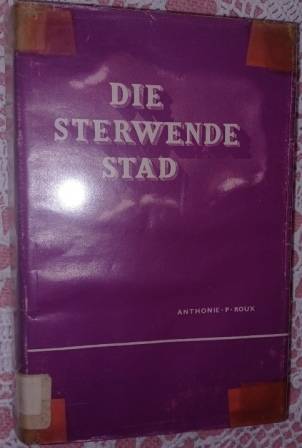 DIE
STERWENDE
STAD
ANTHONIE·P·ROUX